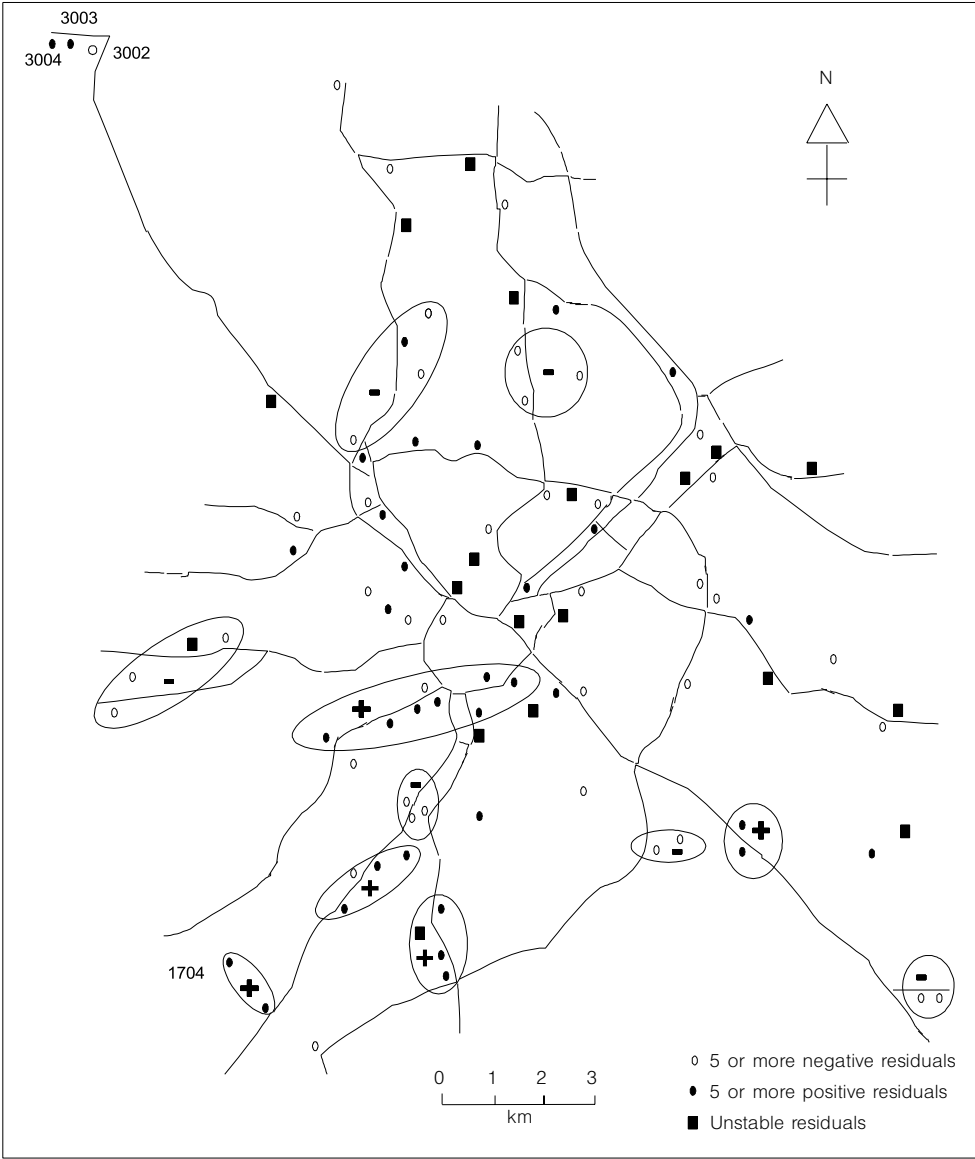 3003
3004
3002
N
1704
0 1 2 3
km
5 or more negative residuals
5 or more positive residuals
Unstable residuals